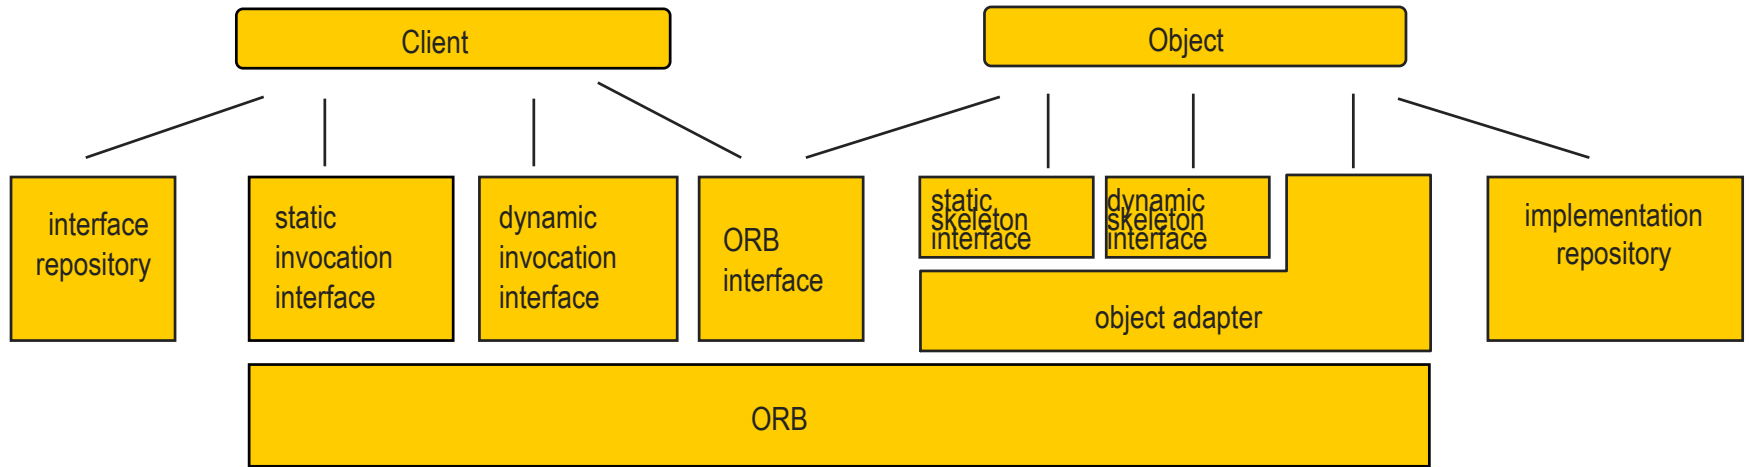 Client
Object
interface
repository
static
invocation
interface
dynamic
invocation
interface
ORB
interface
static
skeleton
interface
dynamic
skeleton
interface
object adapter
implementation
repository
ORB